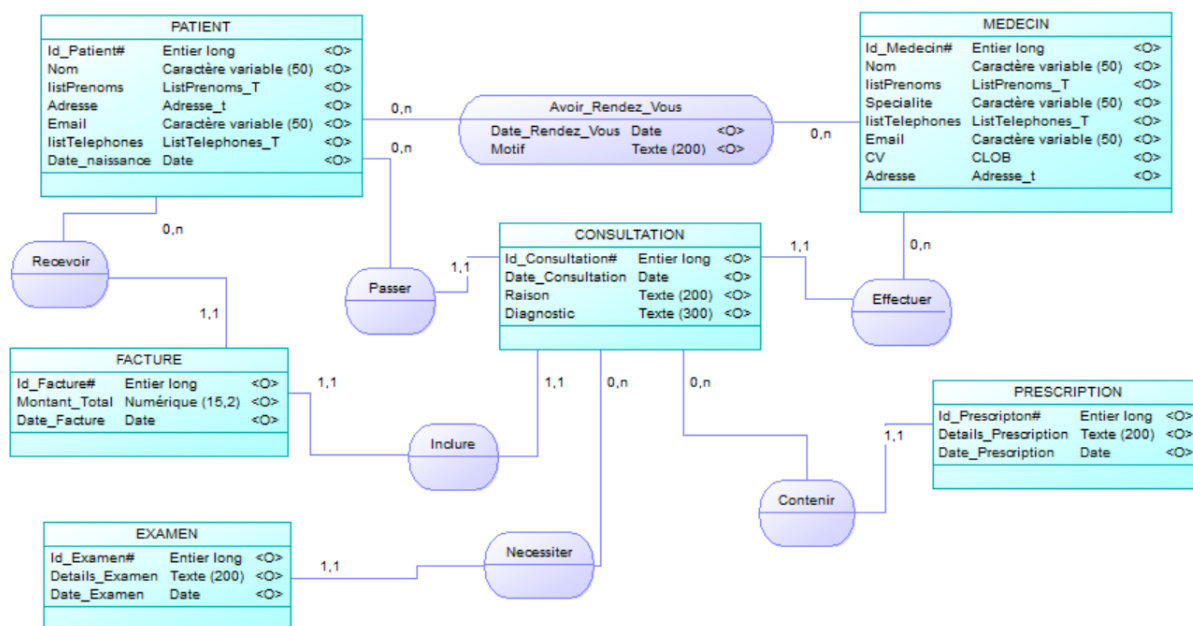 PATIENT
Id_Patient# Entier long <O>
Nom Caractère variable (50) <O>
listPrenoms ListPrenoms_T <O>
Adresse Adresse_t <O>
Email Caractère variable (50) <O>
listTelephones ListTelephones_T <O>
Date_naissance Date <O>
MEDECIN
Id_Medecin# Entier long <O>
Nom Caractère variable (50) <O>
listPrenoms ListPrenoms_T <O>
Specialite Caractère variable (50) <O>
listTelephones ListTelephones_T <O>
Email Caractère variable (50) <O>
CV CLOB <O>
Adresse Adresse_t <O>
0,n
Avoir_Rendez_Vous
Date_Rendez_Vous Date <O>
Motif Texte (200) <O>
0,n
0,n
0,n
Recevoir
1,1
Passer
1,1
CONSULTATION
Id_Consultation# Entier long <O>
Date_Consultation Date <O>
Raison Texte (200) <O>
Diagnostic Texte (300) <O>
1,1
0,n
Effectuer
FACTURE
Id_Facture# Entier long <O>
Montant_Total Numérique (15,2) <O>
Date_Facture Date <O>
1,1
Inclure
1,1
0,n
0,n
Contenir
1,1
PRESCRIPTION
Id_Prescripton# Entier long <O>
Details_Prescription Texte (200) <O>
Date_Prescription Date <O>
EXAMEN
Id_Examen# Entier long <O>
Details_Examen Texte (200) <O>
Date_Examen Date <O>
1,1
Necessiter